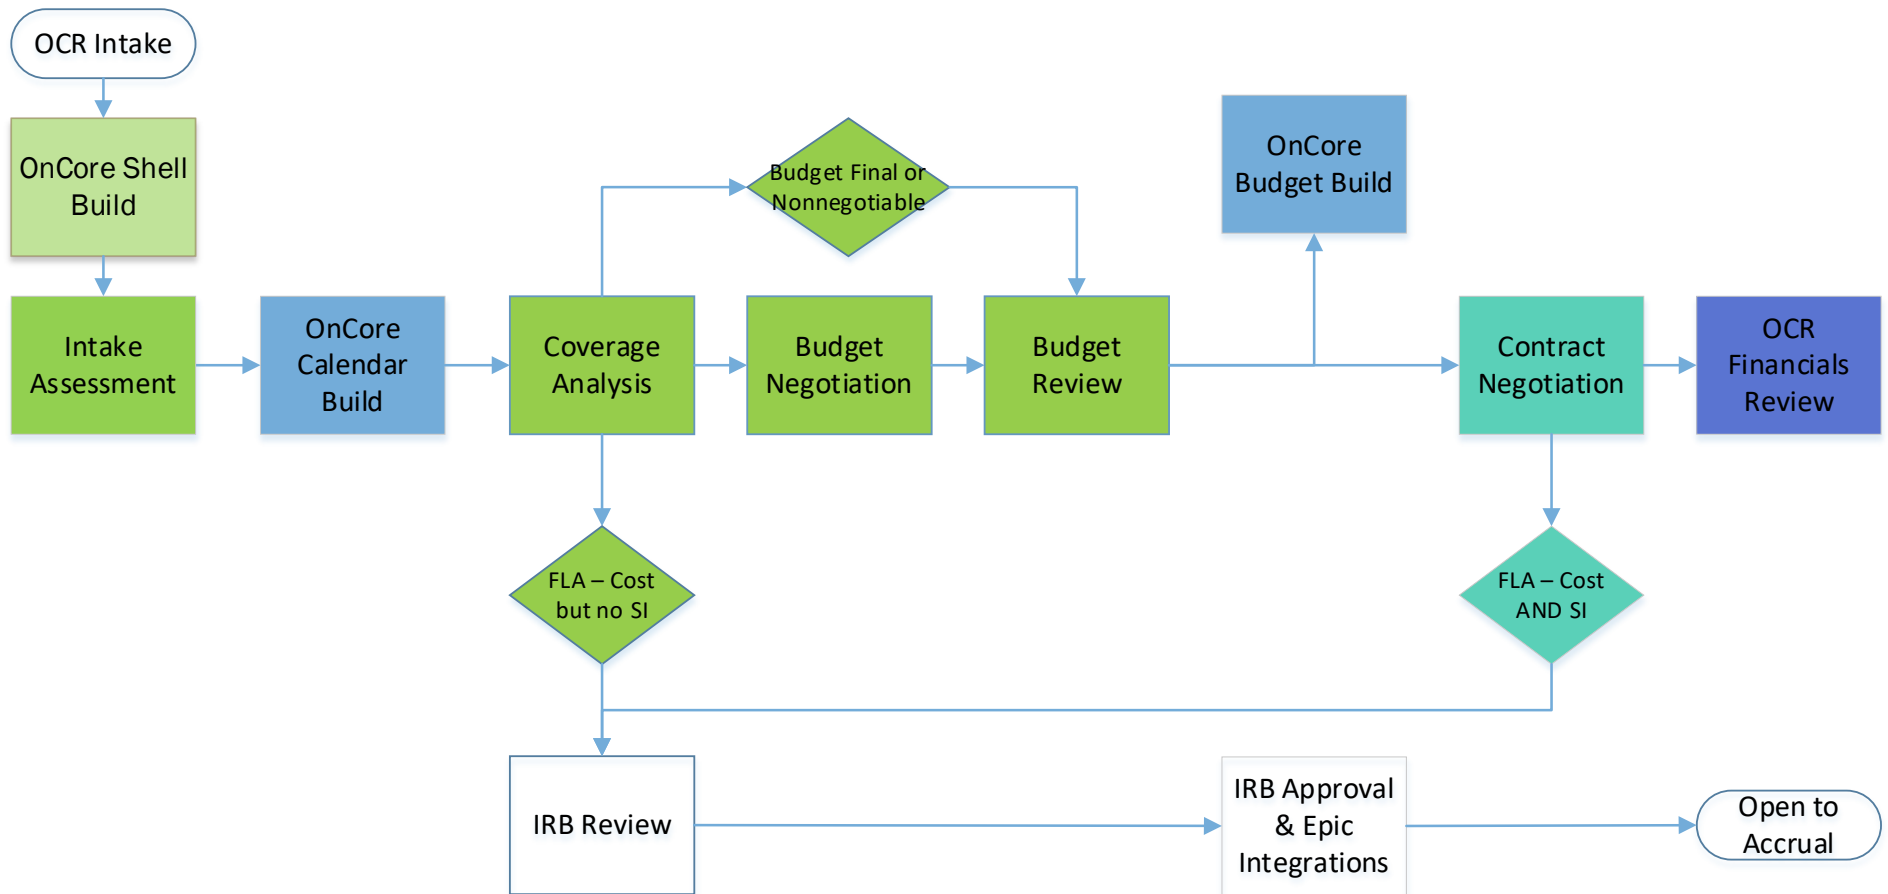 OCR Intake
OnCore Shell
Build
Intake
Assessment
OnCore
Calendar
Build
Coverage
Analysis
Budget Final or
Nonnegotiable
Budget
Negotiation
Budget
Review
OnCore
Budget Build
Contract
Negotiation
OCR
Financials
Review
FLA – Cost
but no SI
FLA – Cost
AND SI
IRB Review
IRB Approval
& Epic
Integrations
Open to
Accrual